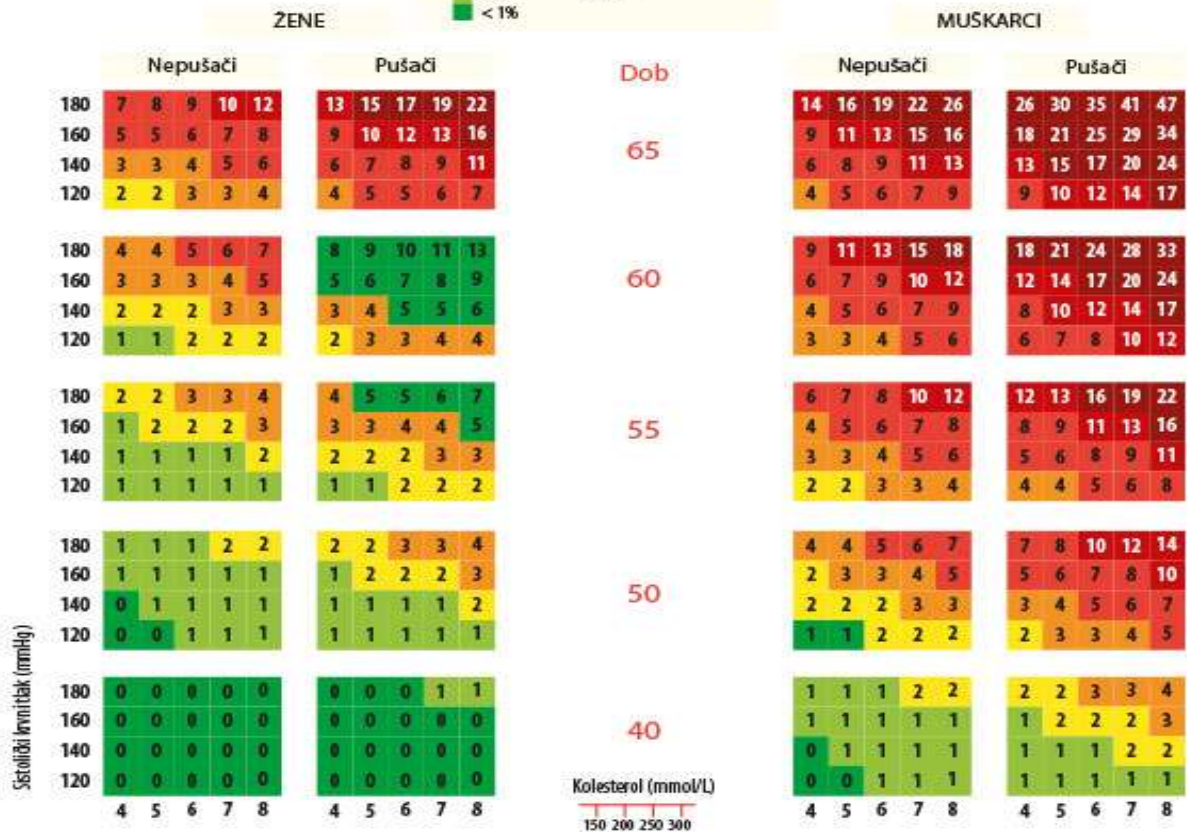 < 1%
ŽENE MUŠKARCI
Nepušači Pušači Dob Nepušači Pušači
180 7 8 9 10 12 13 15 17 19 22 14 16 19 22 26 26 30 35 41 47
160 5 5 6 7 8 9 10 12 13 16 9 11 13 15 16 18 21 25 29 34
65
140 3 3 4 5 6 6 7 8 9 11 6 8 9 11 13 13 15 17 20 24
120 2 2 3 3 4 4 5 5 6 7 4 5 6 7 9 9 10 12 14 17
180 4 4 5 6 7 8 9 10 11 13 9 11 13 15 18 18 21 24 28 33
160 3 3 3 4 5 5 6 7 8 9 6 7 9 10 12 12 14 17 20 24
60
140 2 2 2 3 3 3 4 5 5 6 4 5 6 7 9 8 10 12 14 17
120 1 1 2 2 2 2 3 3 4 4 3 3 4 5 6 6 7 8 10 12
180 2 2 3 3 4 4 5 5 6 7 6 7 8 10 12 12 13 16 19 22
160 1 2 2 2 3 3 3 4 4 5 4 5 6 7 8 8 9 11 13 16
55
140 1 1 1 1 2 2 2 2 3 3 3 3 4 5 6 5 6 8 9 11
120 1 1 1 1 1 1 1 2 2 2 2 2 3 3 4 4 4 5 6 8
180 1 1 1 2 2 2 2 3 3 4 4 4 5 6 7 7 8 10 12 14
160 1 1 1 1 1 1 2 2 2 3 2 3 3 4 5 5 6 7 8 10
50
140 0 1 1 1 1 1 1 1 1 2 2 2 2 3 3 3 4 5 6 7
120 0 0 1 1 1 1 1 1 1 1 1 1 2 2 2 2 3 3 4 5
180 0 0 0 0 0 0 0 0 1 1 1 1 1 2 2 2 2 3 3 4
160 0 0 0 0 0 0 0 0 0 0 1 1 1 1 1 1 2 2 2 3
40
140 0 0 0 0 0 0 0 0 0 0 0 1 1 1 1 1 1 1 2 2
120 0 0 0 0 0 0 0 0 0 0 0 0 1 1 1 1 1 1 1 1
4 5 6 7 8 4 5 6 7 8 4 5 6 7 8 4 5 6 7 8
Sistolički krvni tlak (mmHg)
Kolesterol (mmol/L)
150 200 250 300